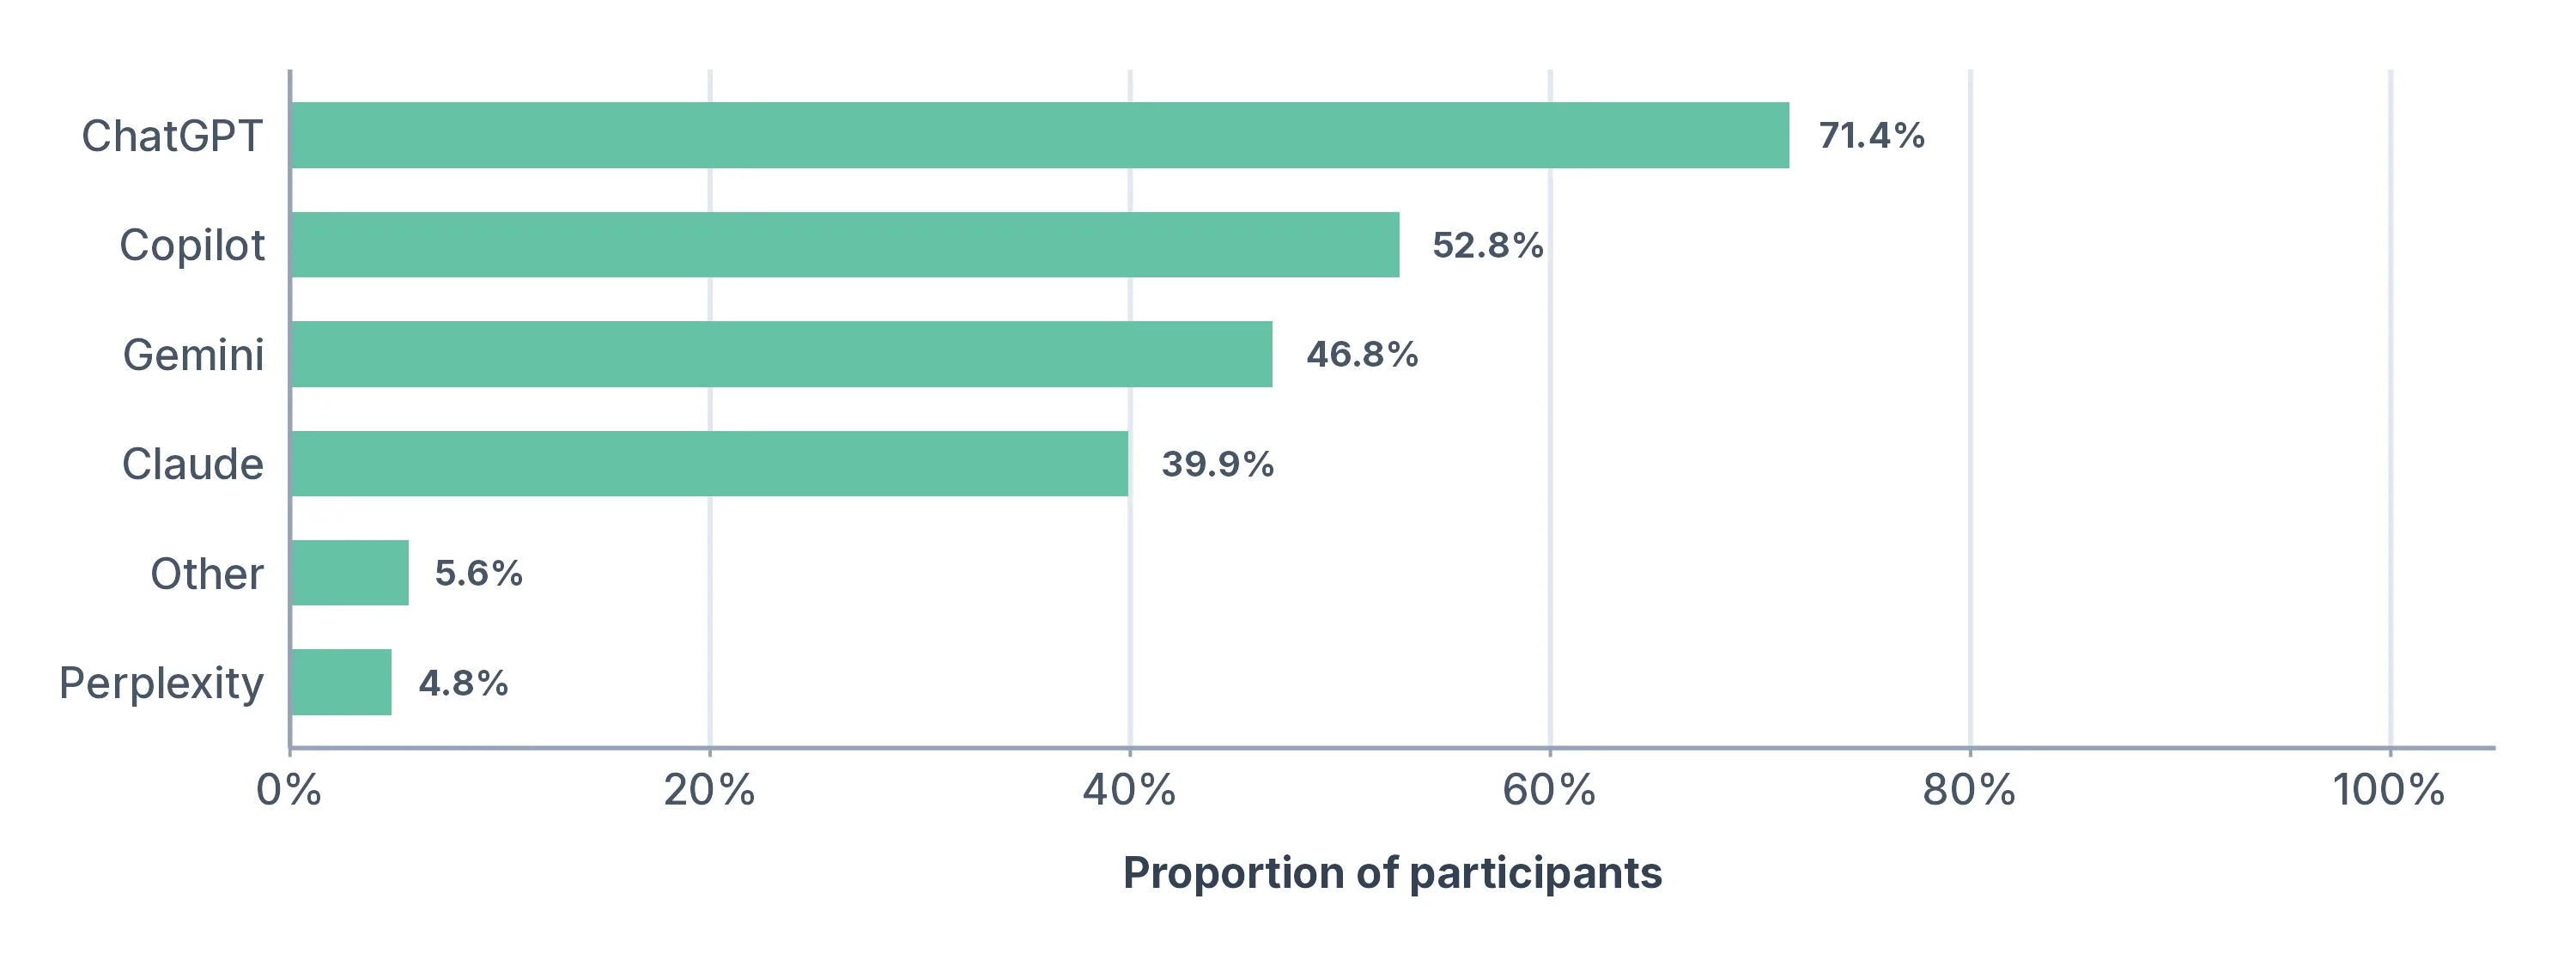 ChatGPT 71.4%
Copilot 52.8%
Gemini 46.8%
Claude 39.9%
Other 5.6%
Perplexity 4.8%
0% 20% 40% 60% 80% 100%
Proportion of participants